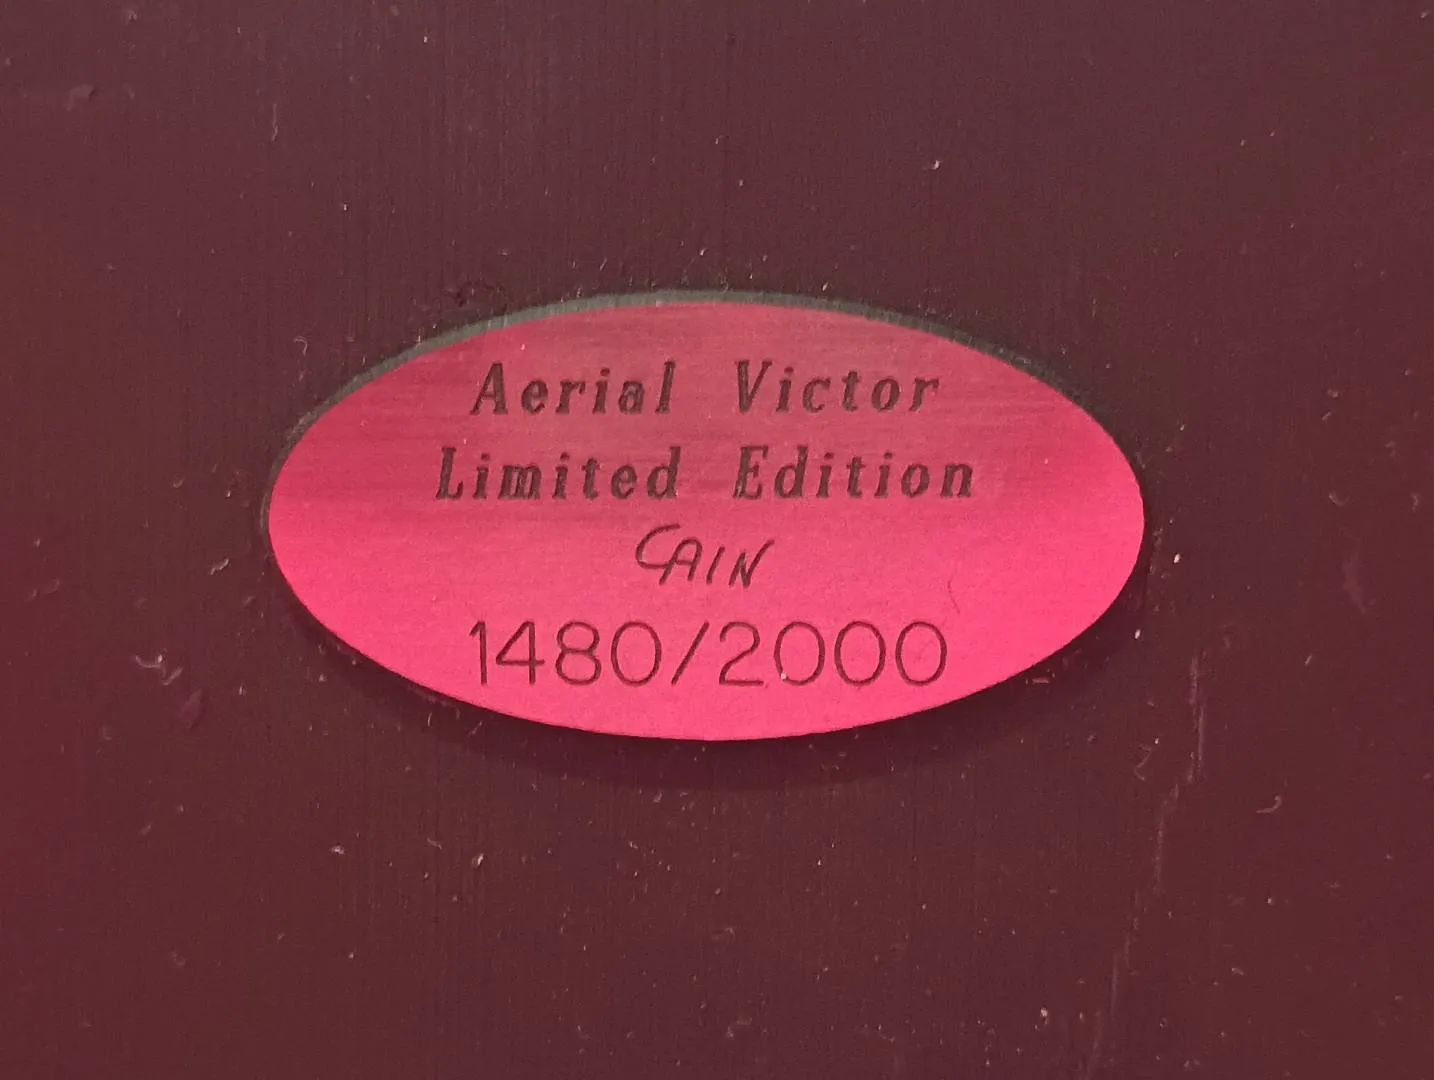 Aerial Victor
Limited Edition
CAIN
1480/2000